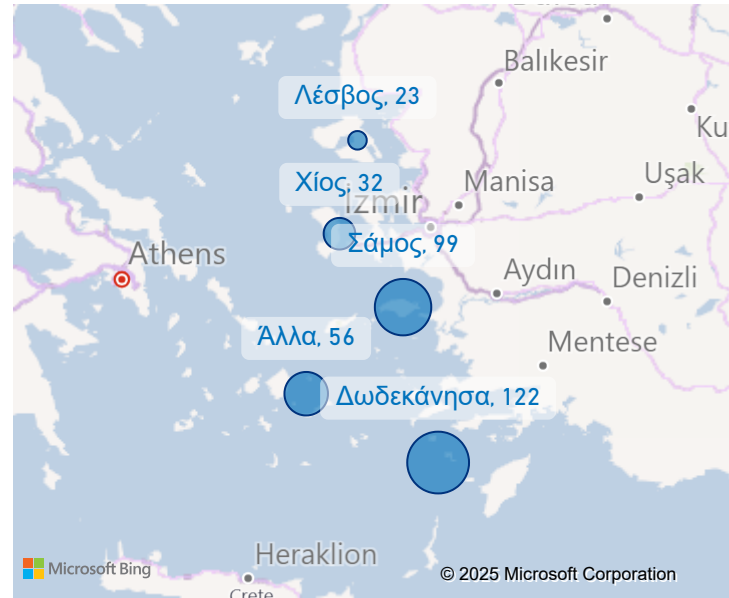 Balıkesir
Λέσβος, 23
Ku
Χίος, 32
Uşak
Manisa
Izmir
Σάμος, 99
Athens
Aydın
Denizli
Άλλα, 56
Mentese
Δωδεκάνησα, 122
Heraklion
Microsoft Bing
© 2025 Microsoft Corporation
Crete